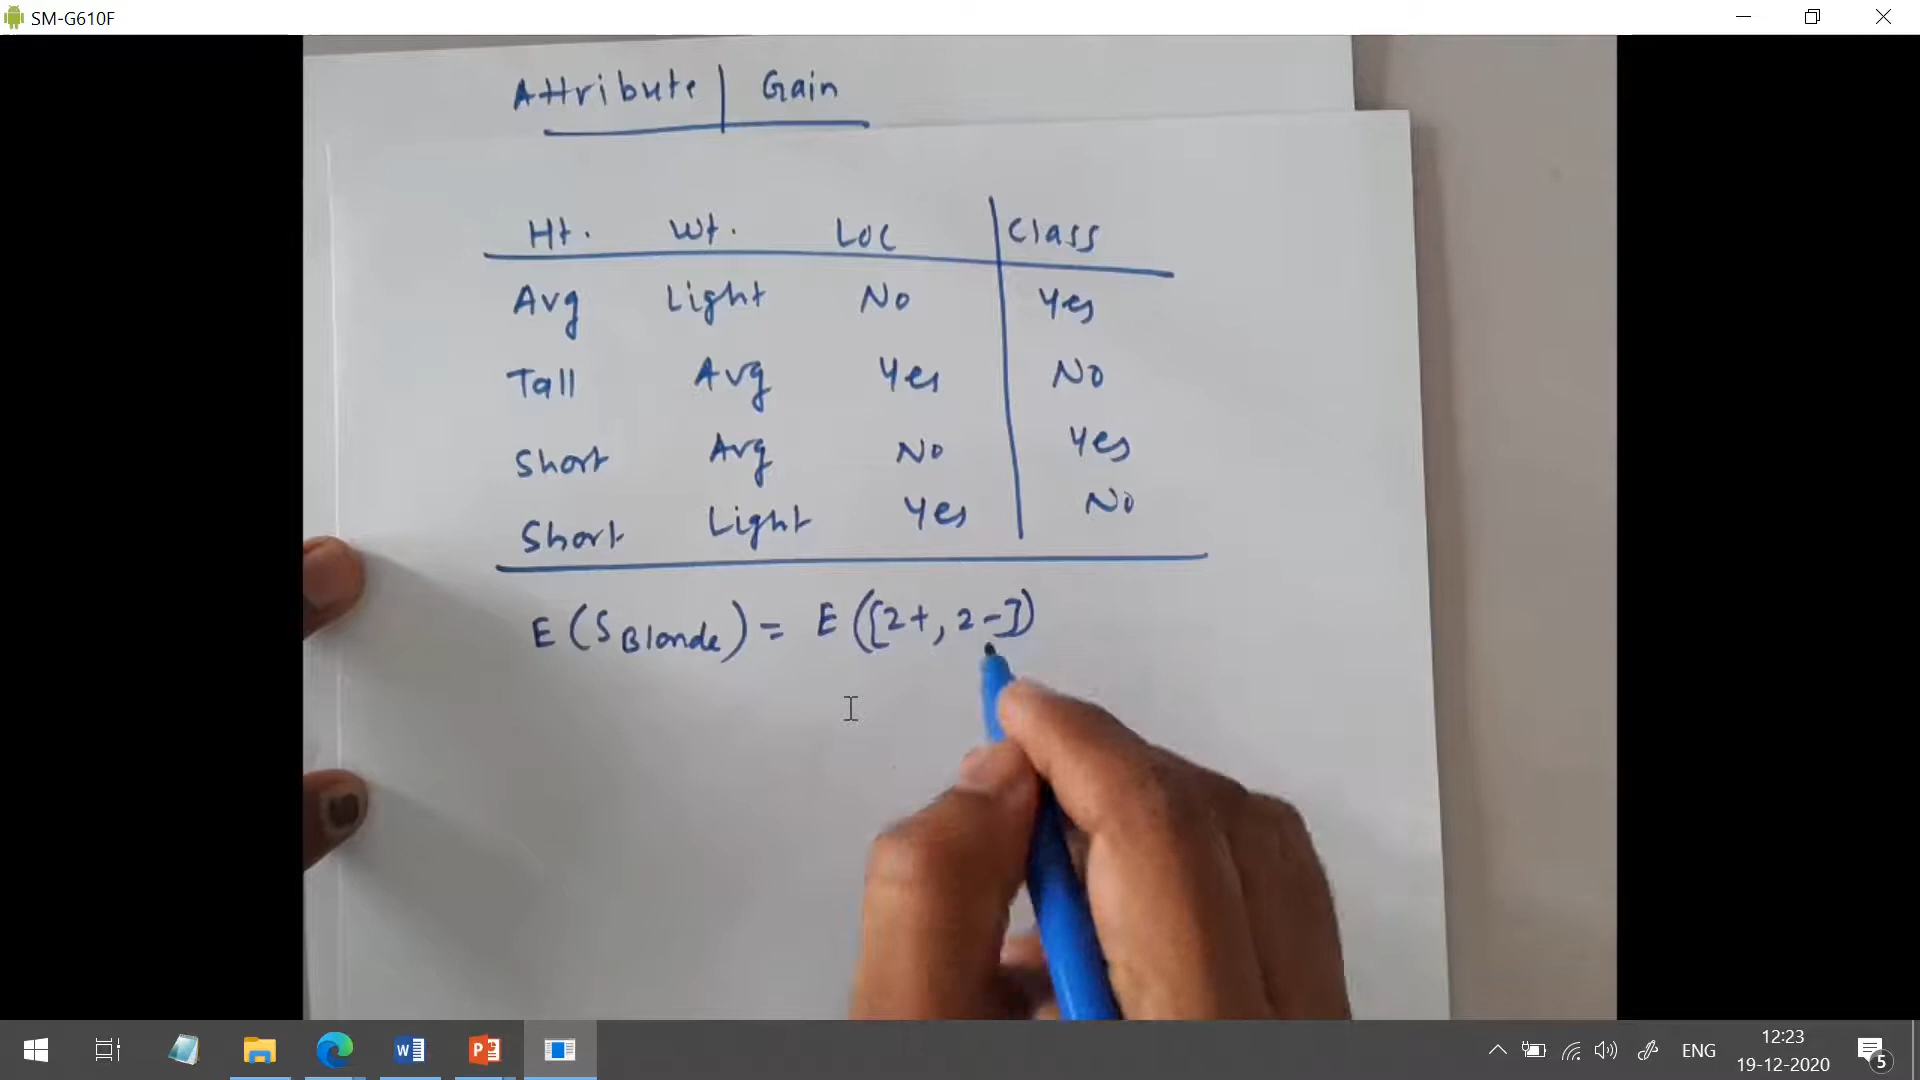 SM-G610F
Attribute | Gain
Ht. Wt. Loc Class
Avg Light No Yes
Tall Avg Yes No
Short Avg No Yes
Short Light Yes No
E(S Blonde) = E([2+, 2-])
ENG
12:23
19-12-2020
5